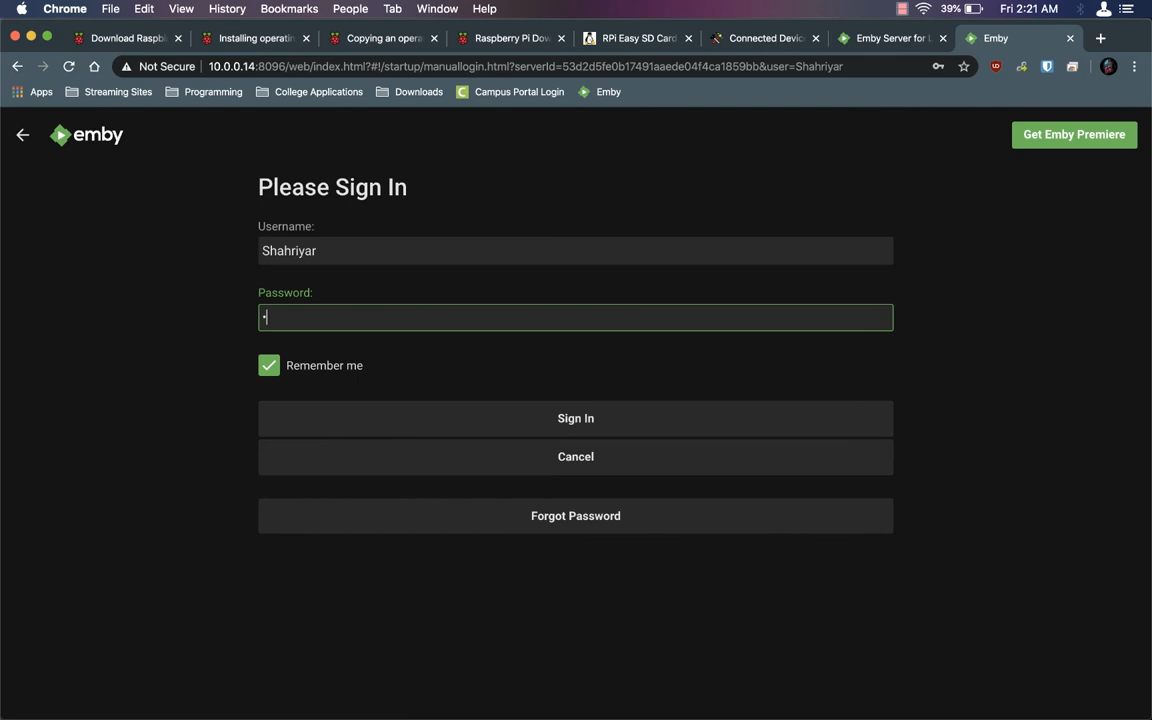 Chrome File Edit View History Bookmarks People Tab Window Help 39% Fri 2:21 AM
Download Raspbi Installing operatin Copying an opera Raspberry Pi Dow RPi Easy SD Card Connected Devic Emby Server for L Emby
Not Secure 10.0.0.14:8096/web/index.html?#!/startup/manuallogin.html?serverId=53d2d5fe0b17491aaede04f4ca1859bb&user=Shahriyar
Apps Streaming Sites Programming College Applications Downloads Campus Portal Login Emby
emby Get Emby Premiere
Please Sign In
Username:
Shahriyar
Password:
•
Remember me
Sign In
Cancel
Forgot Password